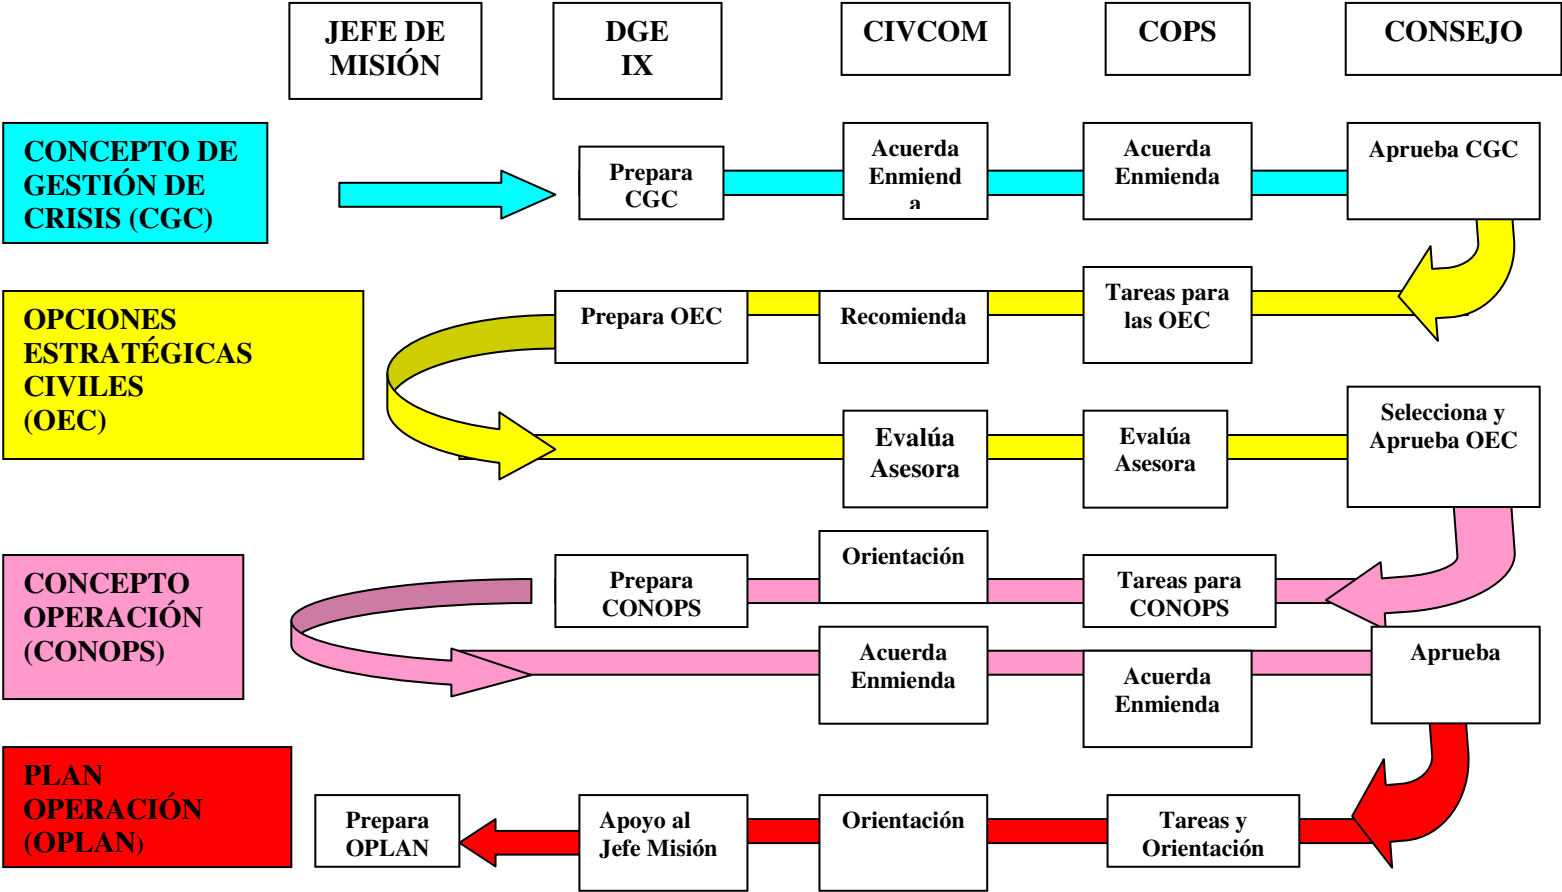 JEFE DE
MISIÓN
DGE
IX
CIVCOM
COPS
CONSEJO
CONCEPTO DE
GESTIÓN DE
CRISIS (CGC)
Prepara
CGC
Acuerda
Enmiend
a
Acuerda
Enmienda
Aprueba CGC
OPCIONES
ESTRATÉGICAS
CIVILES
(OEC)
Prepara OEC
Recomienda
Tareas para
las OEC
Evalúa
Asesora
Evalúa
Asesora
Selecciona y
Aprueba OEC
CONCEPTO
OPERACIÓN
(CONOPS)
Prepara
CONOPS
Orientación
Tareas para
CONOPS
Acuerda
Enmienda
Acuerda
Enmienda
Aprueba
PLAN
OPERACIÓN
(OPLAN)
Prepara
OPLAN
Apoyo al
Jefe Misión
Orientación
Tareas y
Orientación